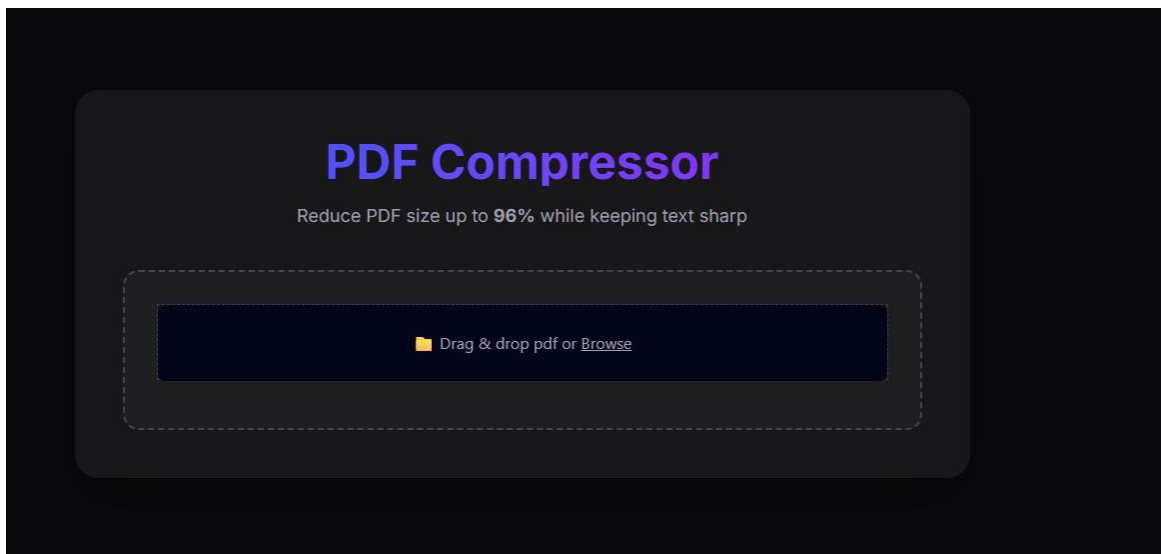 PDF Compressor
Reduce PDF size up to 96% while keeping text sharp
📁 Drag & drop pdf or Browse